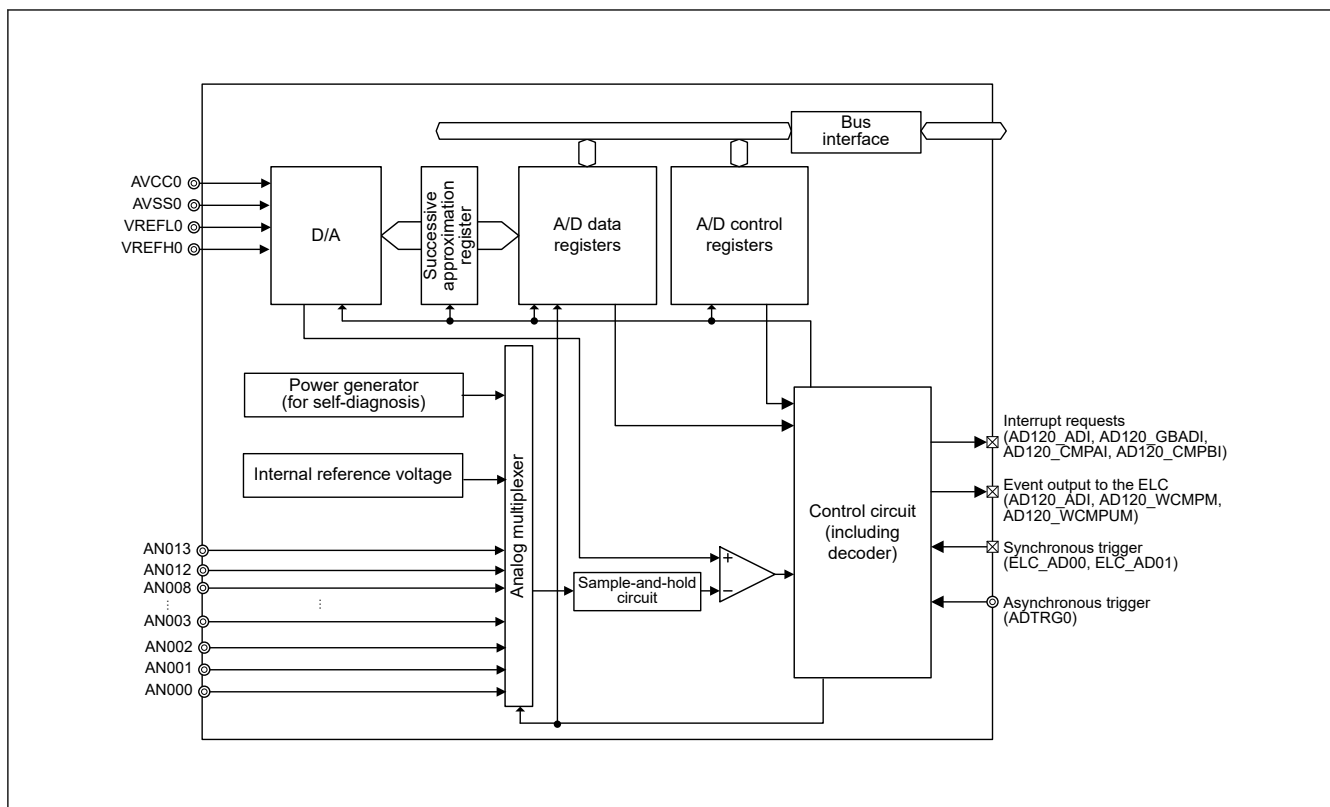 Bus
interface
AVCC0
AVSS0
VREFL0
VREFH0
D/A
Successive
approximation
register
A/D data
registers
A/D control
registers
Power generator
(for self-diagnosis)
Internal reference voltage
Analog multiplexer
AN013
AN012
AN008
...
...
AN003
AN002
AN001
AN000
Sample-and-hold
circuit
+
−
Control circuit
(including
decoder)
Interrupt requests
(AD120_ADI, AD120_GBADI,
AD120_CMPAI, AD120_CMPBI)
Event output to the ELC
(AD120_ADI, AD120_WCMPM,
AD120_WCMPUM)
Synchronous trigger
(ELC_AD00, ELC_AD01)
Asynchronous trigger
(ADTRG0)